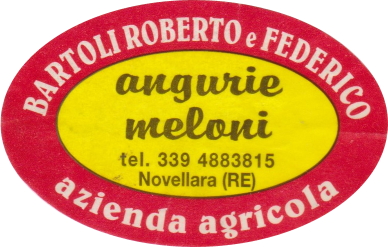 BARTOLI ROBERTO e FEDERICO
angurie
meloni
tel. 339 4883815
Novellara (RE)
azienda agricola